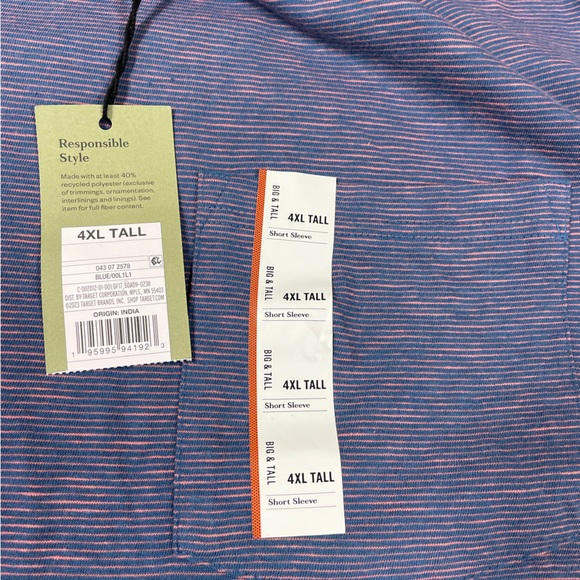 Responsible
Style
Made with at least 40%
recycled polyester (exclusive
of trimmings, ornamentation,
interlinings and linings). See
item for full fiber content.
4XL TALL
043 07 2578
BLUE/00L1L1
DIST. BY TARGET CORPORATION, MPLS, MN 55403
©2023 TARGET BRANDS, INC. SHOP TARGET.COM
ORIGIN: INDIA
1 95995 94192 3
BIG & TALL
4XL TALL
Short Sleeve
BIG & TALL
4XL TALL
Short Sleeve
BIG & TALL
4XL TALL
Short Sleeve
BIG & TALL
4XL TALL
Short Sleeve